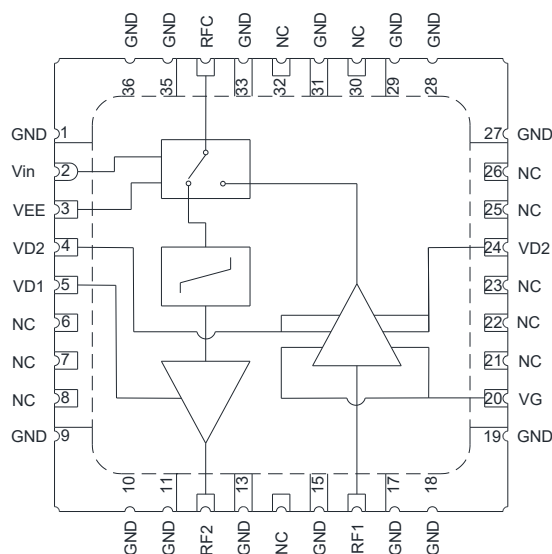 GND
GND
RFC
GND
NC
GND
NC
GND
GND
36
35
33
32
31
30
29
28
GND 1
Vin 2
VEE 3
VD2 4
VD1 5
NC 6
NC 7
NC 8
GND 9
27 GND
26 NC
25 NC
24 VD2
23 NC
22 NC
21 NC
20 VG
19 GND
10
11
13
15
17
18
GND
GND
RF2
GND
NC
GND
RF1
GND
GND